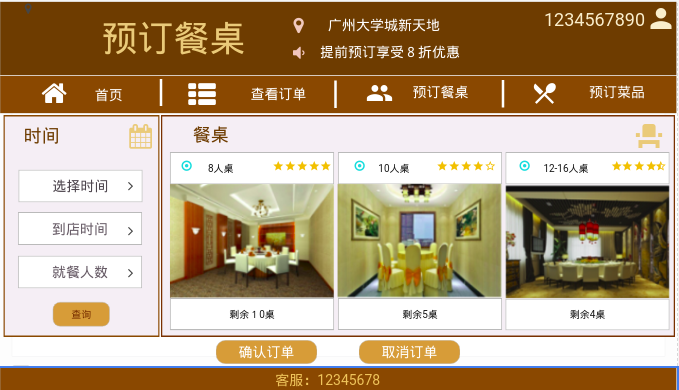 预订餐桌
广州大学城新天地
提前预订享受 8 折优惠
1234567890
首页
查看订单
预订餐桌
预订菜品
时间
选择时间
到店时间
就餐人数
查询
餐桌
8人桌
10人桌
12-16人桌
剩余 1 0桌
剩余5桌
剩余4桌
确认订单
取消订单
客服：12345678